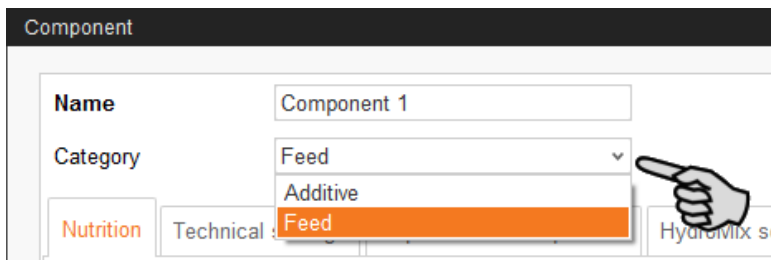 Component
Name Component 1
Category Feed
Additive
Feed
Nutrition Technical HydroMix